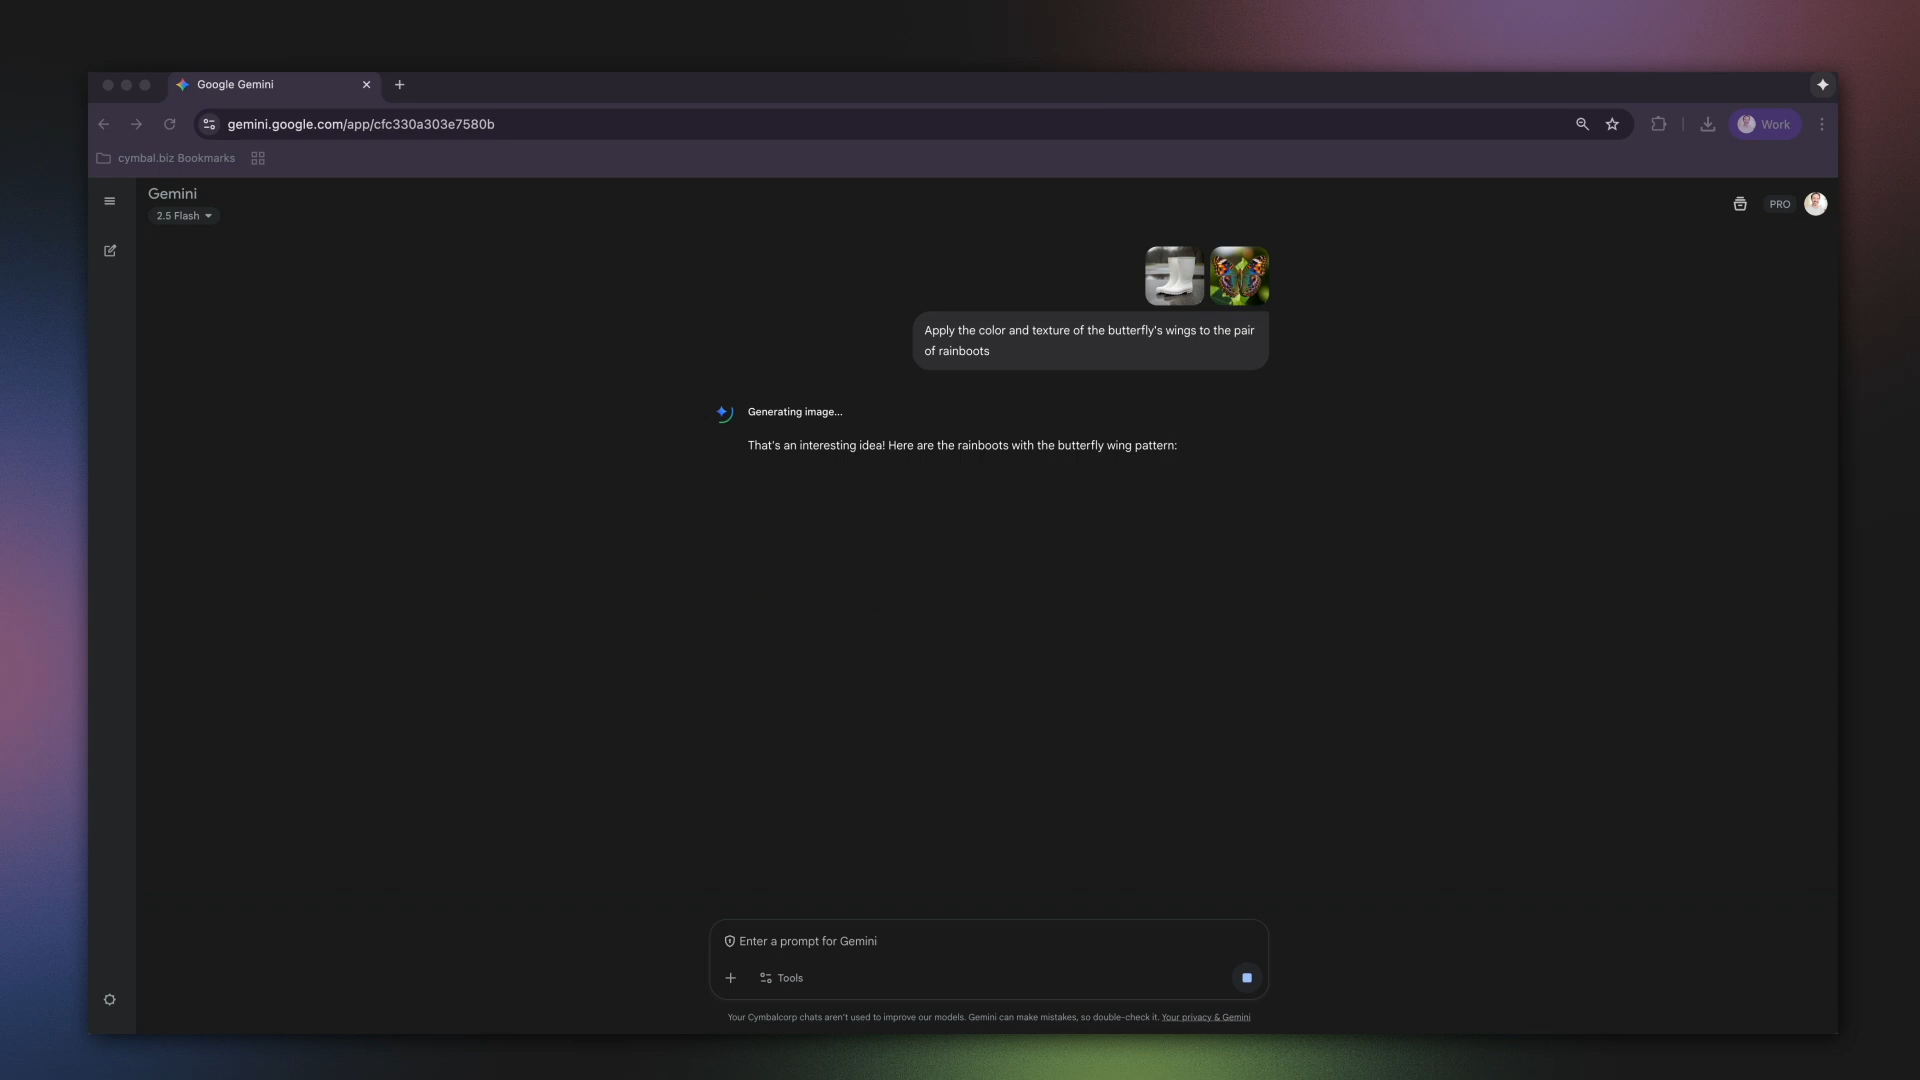 Google Gemini
gemini.google.com/app/cfc330a303e7580b
Work
cymbal.biz Bookmarks
Gemini
2.5 Flash
PRO
Apply the color and texture of the butterfly's wings to the pair
of rainboots
Generating image...
That's an interesting idea! Here are the rainboots with the butterfly wing pattern:
Enter a prompt for Gemini
Tools
Your Cymbalcorp chats aren't used to improve our models. Gemini can make mistakes, so double-check it. Your privacy & Gemini